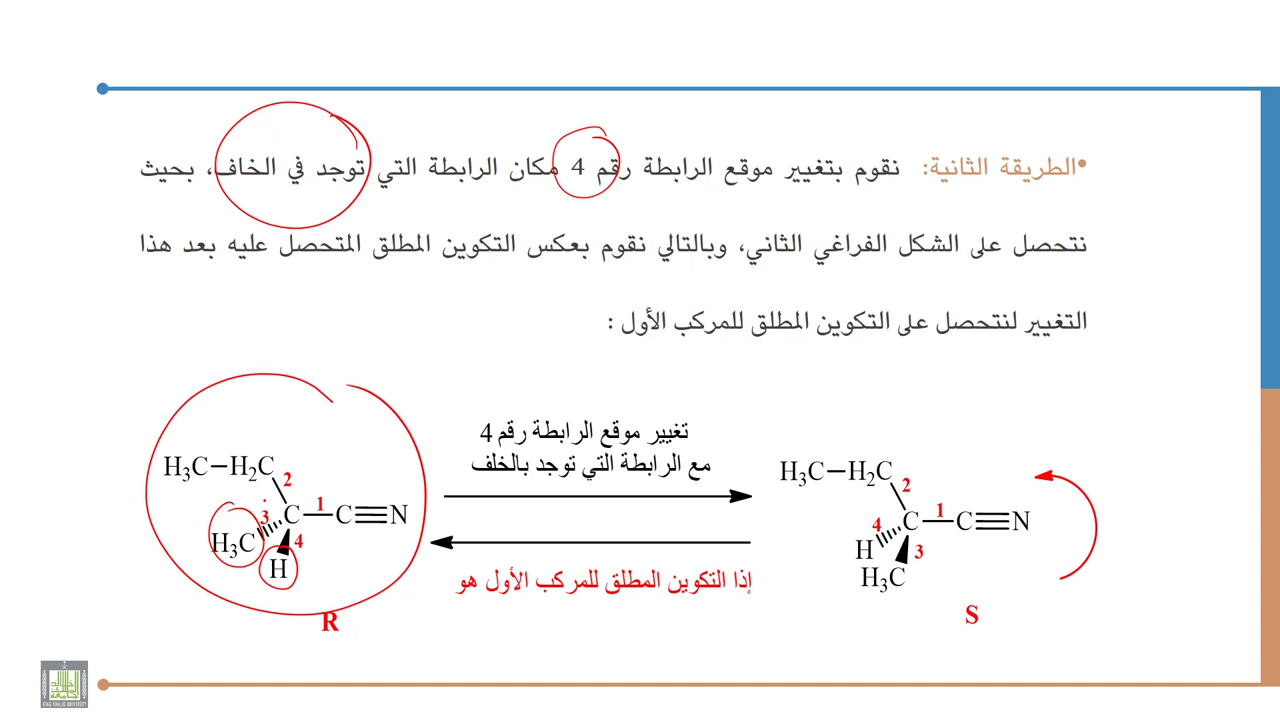 •الطريقة الثانية: نقوم بتغيير موقع الرابطة رقم 4 مكان الرابطة التي توجد في الخاف، بحيث
نتحصل على الشكل الفراغي الثاني، وبالتالي نقوم بعكس التكوين المطلق المتحصل عليه بعد هذا
التغيير لنتحصل على التكوين المطلق للمركب الأول :
تغيير موقع الرابطة رقم 4
مع الرابطة التي توجد بالخلف
إذا التكوين المطلق للمركب الأول هو
H₃C–H₂C
2
3 C 1 C≡N
H₃C 4
H
R
H₃C–H₂C
2
4 C 1 C≡N
H 3
H₃C
S
KING KHALID UNIVERSITY